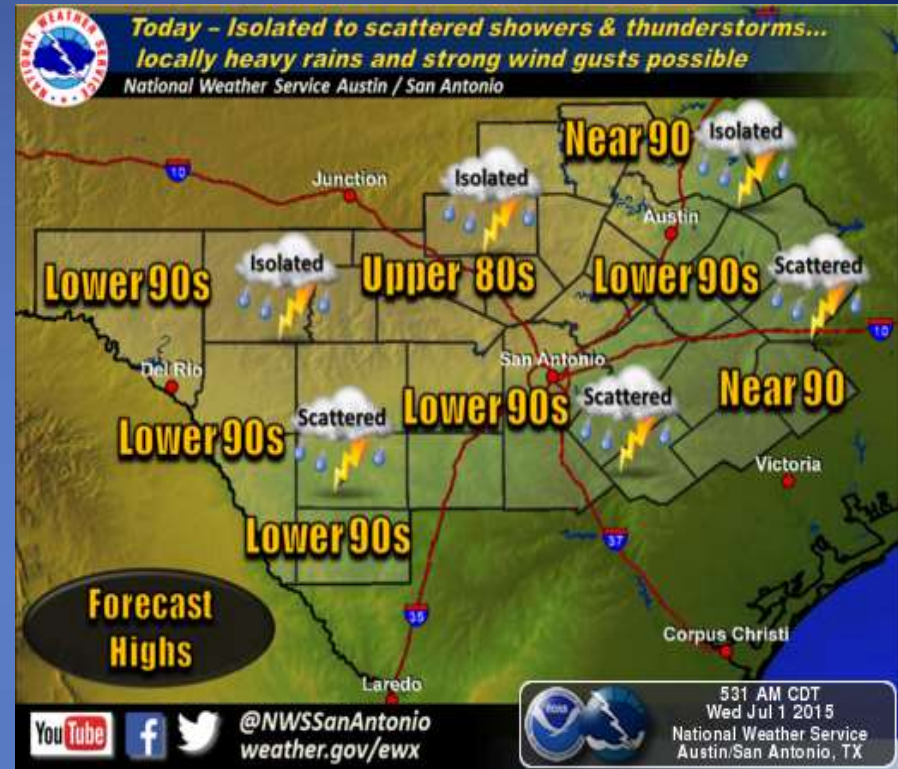 Today – Isolated to scattered showers & thunderstorms...
locally heavy rains and strong wind gusts possible
National Weather Service Austin / San Antonio
NATIONAL WEATHER SERVICE
Near 90
Isolated
10
Junction
Isolated
Austin
Lower 90s
Isolated
Upper 80s
Lower 90s
Scattered
10
San Antonio
Del Rio
Lower 90s
Scattered
Lower 90s
Scattered
Near 90
Victoria
Lower 90s
37
Forecast
Highs
35
Corpus Christi
Laredo
You Tube
@NWSSanAntonio
weather.gov/ewx
noaa
531 AM CDT
Wed Jul 1 2015
National Weather Service
Austin/San Antonio, TX